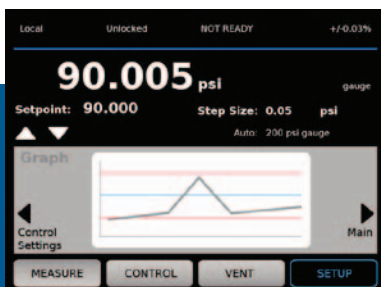 Local Unlocked NOT READY +/-0.03%
90.005 psi gauge
Setpoint: 90.000 Step Size: 0.05 psi
Auto: 200 psi gauge
Graph
Control
Settings
Main
MEASURE CONTROL VENT SETUP